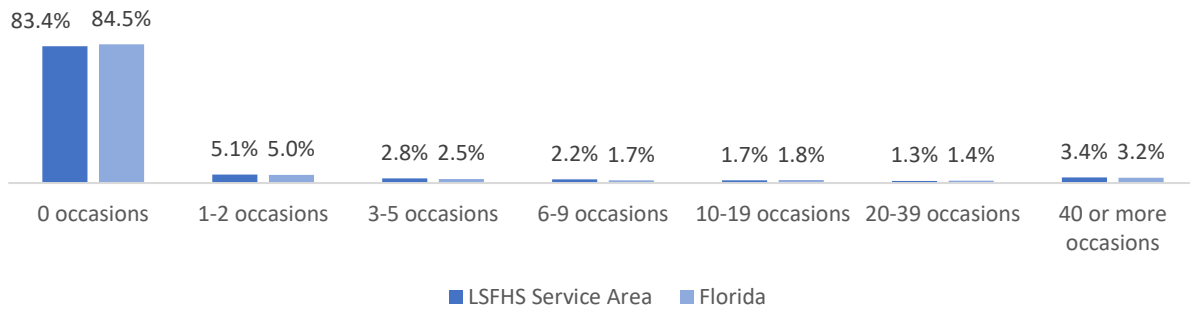 83.4% 84.5%
5.1% 5.0% 2.8% 2.5% 2.2% 1.7% 1.7% 1.8% 1.3% 1.4% 3.4% 3.2%
0 occasions 1-2 occasions 3-5 occasions 6-9 occasions 10-19 occasions 20-39 occasions 40 or more
occasions
LSFHS Service Area Florida